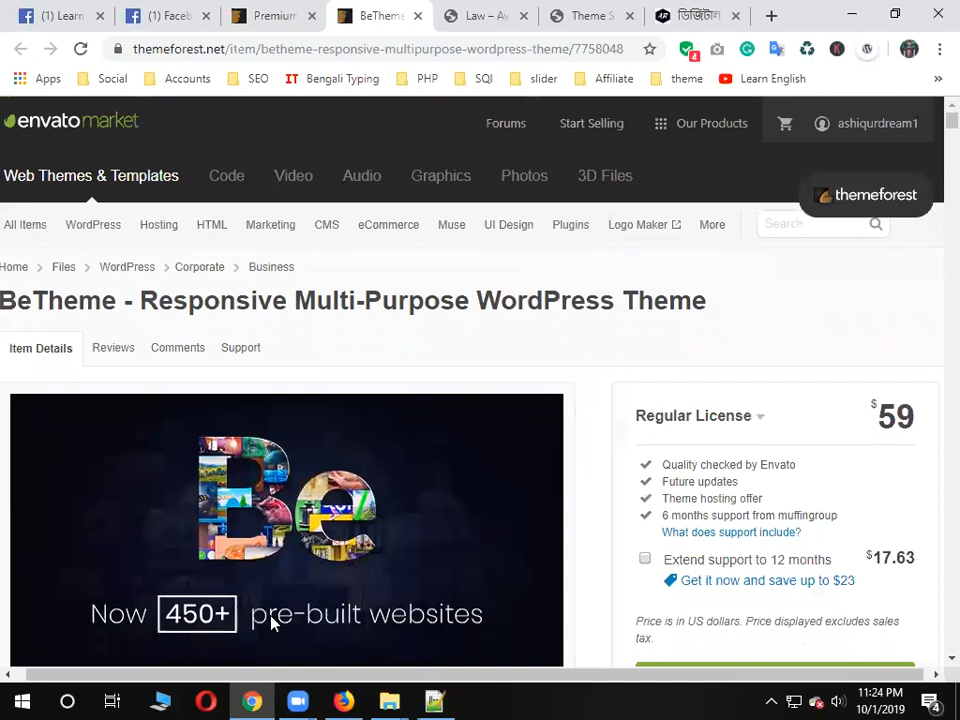 (1) Learn
(1) Faceb
Premium
BeThem
Law – Av
Theme S
AR
ডিজিটাল
themeforest.net/item/betheme-responsive-multipurpose-wordpress-theme/7758048
2
K
Apps
Social
Accounts
SEO
IT Bengali Typing
PHP
SQl
slider
Affiliate
theme
Learn English
»
envato market
Forums
Start Selling
Our Products
ashiqurdream1
Web Themes & Templates
Code
Video
Audio
Graphics
Photos
3D Files
themeforest
All Items
WordPress
Hosting
HTML
Marketing
CMS
eCommerce
Muse
UI Design
Plugins
Logo Maker
More
Search
Home > Files > WordPress > Corporate > Business
BeTheme - Responsive Multi-Purpose WordPress Theme
Item Details
Reviews
Comments
Support
Be
Now 450+ pre-built websites
Regular License
$59
Quality checked by Envato
Future updates
Theme hosting offer
6 months support from muffingroup
What does support include?
Extend support to 12 months
$17.63
Get it now and save up to $23
Price is in US dollars. Price displayed excludes sales
tax.
11:24 PM
10/1/2019
4